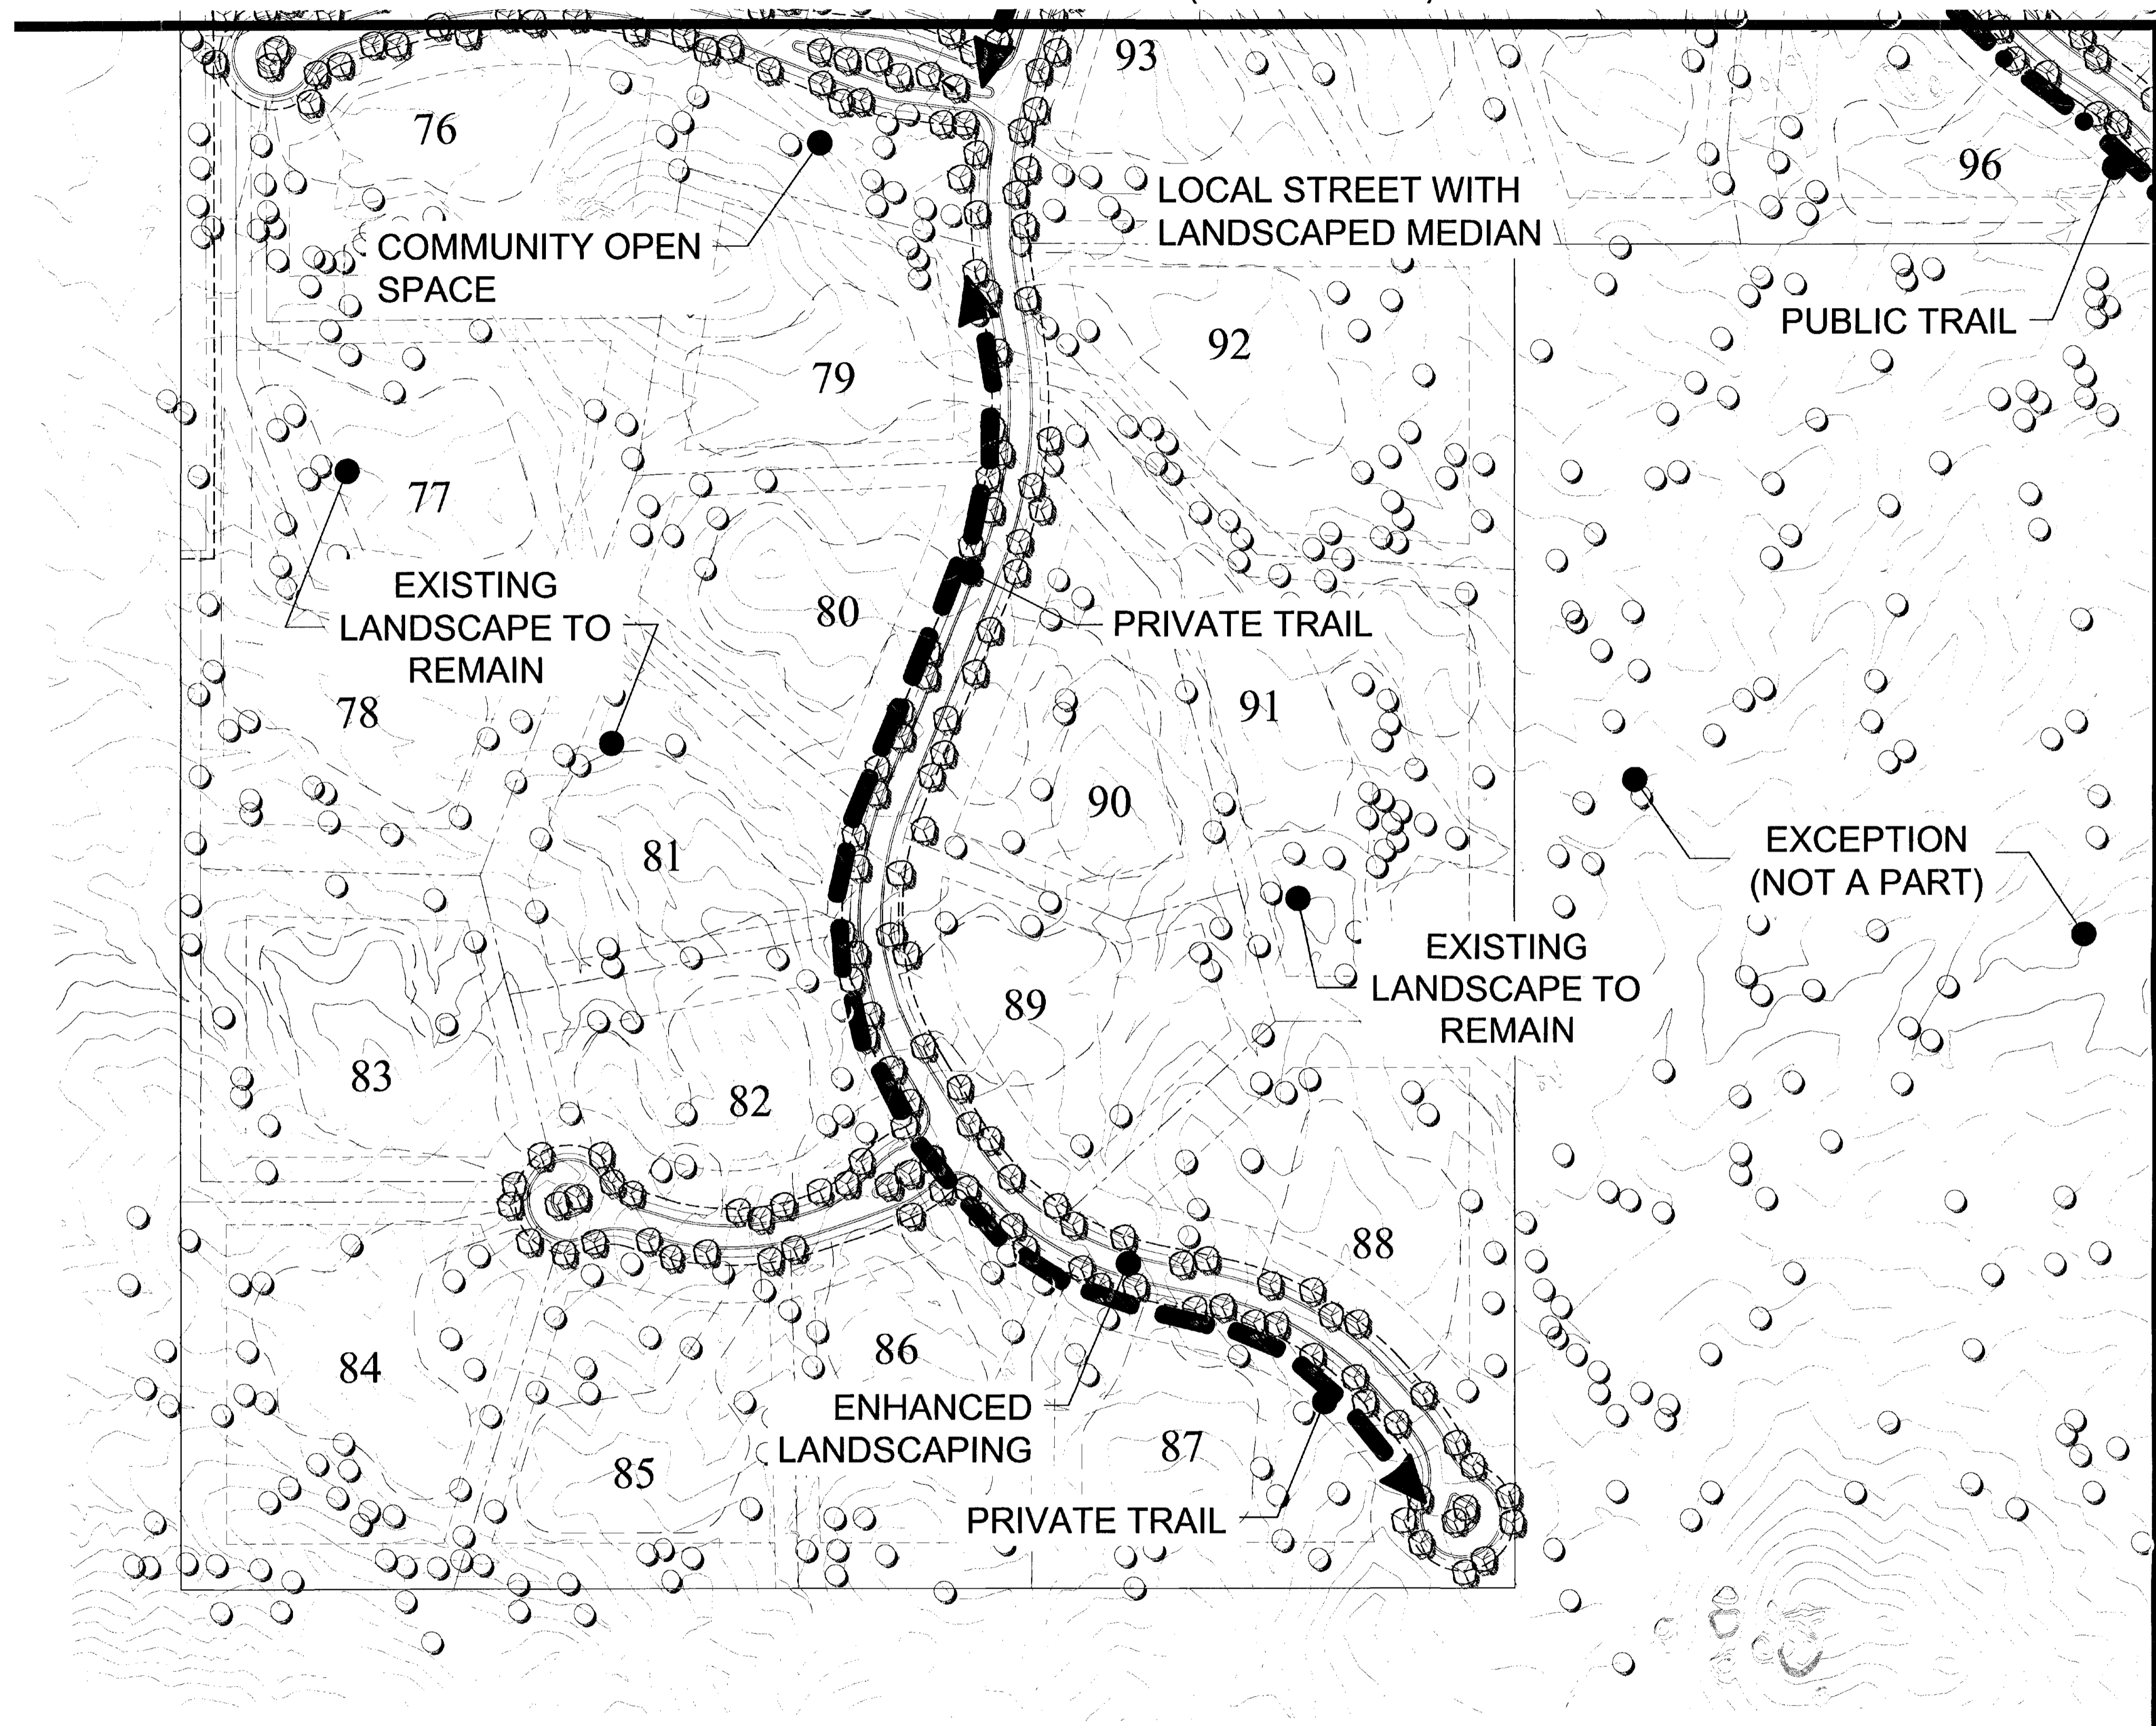 93
76
96
LOCAL STREET WITH
LANDSCAPED MEDIAN
COMMUNITY OPEN
SPACE
PUBLIC TRAIL
92
79
77
EXISTING
LANDSCAPE TO
REMAIN
80
PRIVATE TRAIL
78
91
90
81
EXCEPTION
(NOT A PART)
EXISTING
LANDSCAPE TO
REMAIN
89
83
82
88
86
84
ENHANCED
LANDSCAPING
87
85
PRIVATE TRAIL